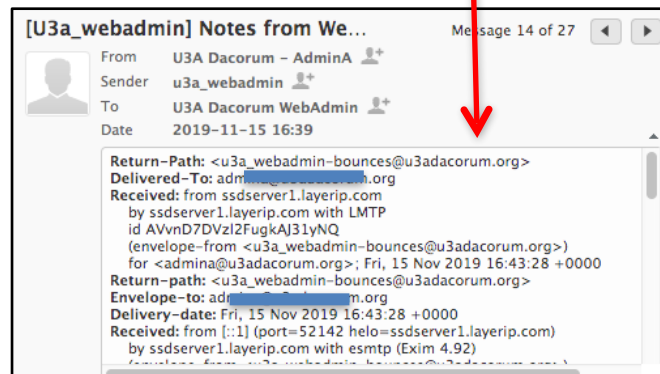 [U3a_webadmin] Notes from We... Message 14 of 27
From U3A Dacorum – AdminA
Sender u3a_webadmin
To U3A Dacorum WebAdmin
Date 2019-11-15 16:39
Return-Path: <u3a_webadmin-bounces@u3adacorum.org>
Delivered-To: .org
Received: from ssdserver1.layerip.com
by ssdserver1.layerip.com with LMTP
id AVvnD7DVzl2FugkAJ31yNQ
(envelope-from <u3a_webadmin-bounces@u3adacorum.org>)
for <admina@u3adacorum.org>; Fri, 15 Nov 2019 16:43:28 +0000
Return-path: <u3a_webadmin-bounces@u3adacorum.org>
Envelope-to: m.org
Delivery-date: Fri, 15 Nov 2019 16:43:28 +0000
Received: from [::1] (port=52142 helo=ssdserver1.layerip.com)
by ssdserver1.layerip.com with esmtp (Exim 4.92)